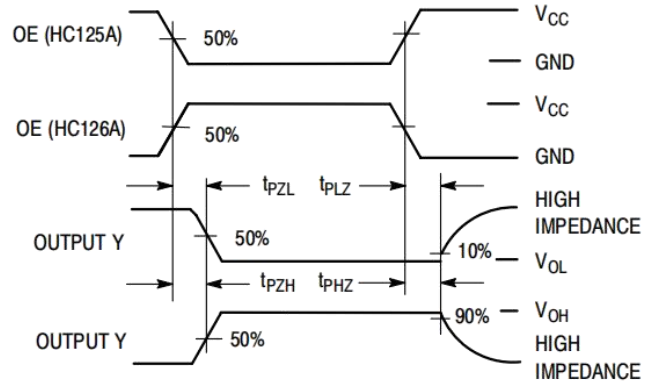 OE (HC125A) 50% VCC
GND
OE (HC126A) 50% VCC
GND
tPZL tPLZ
OUTPUT Y 50% 10% HIGH
IMPEDANCE
VOL
tPZH tPHZ
OUTPUT Y 50% 90% VOH
HIGH
IMPEDANCE